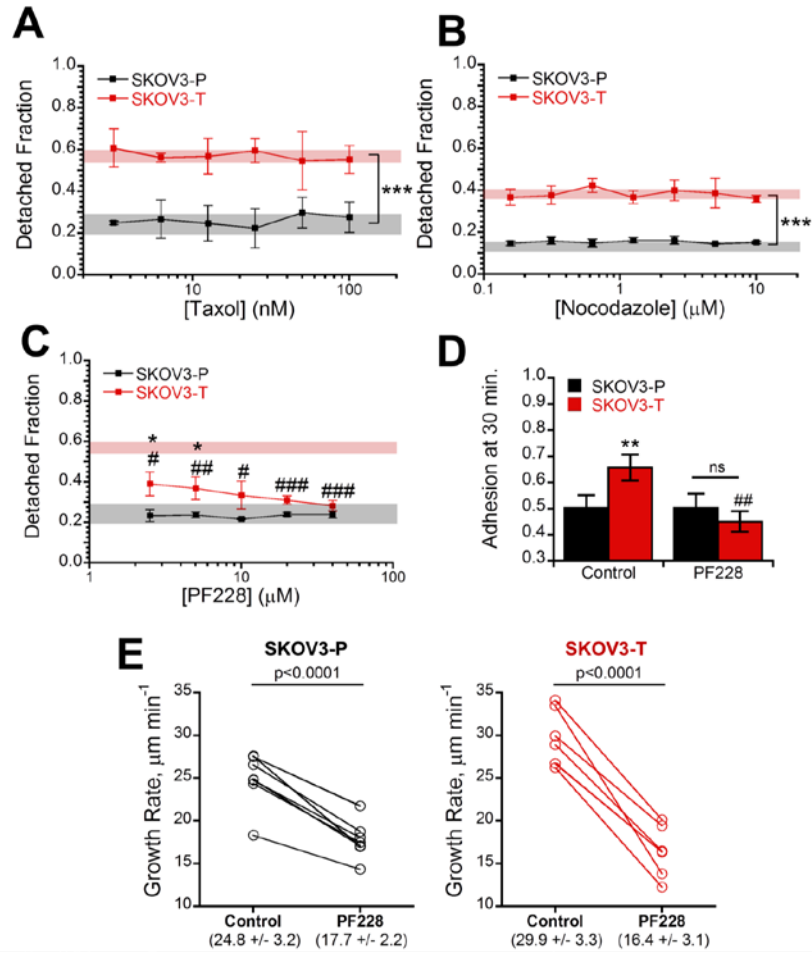 A
SKOV3-P
SKOV3-T
1.0
0.8
0.6
0.4
0.2
0.0
Detached Fraction
***
10
100
[Taxol] (nM)
B
SKOV3-P
SKOV3-T
1.0
0.8
0.6
0.4
0.2
0.0
Detached Fraction
***
0.1
1
10
[Nocodazole] (μM)
C
SKOV3-P
SKOV3-T
1.0
0.8
0.6
0.4
0.2
0.0
Detached Fraction
* *
# ## # ### ###
1
10
100
[PF228] (μM)
D
SKOV3-P
SKOV3-T
1.0
0.9
0.8
0.7
0.6
0.5
0.4
0.3
Adhesion at 30 min.
**
ns
##
Control
PF228
E
SKOV3-P
p<0.0001
35
30
25
20
15
10
Growth Rate, μm min⁻¹
Control
(24.8 +/- 3.2)
PF228
(17.7 +/- 2.2)
SKOV3-T
p<0.0001
35
30
25
20
15
10
Growth Rate, μm min⁻¹
Control
(29.9 +/- 3.3)
PF228
(16.4 +/- 3.1)